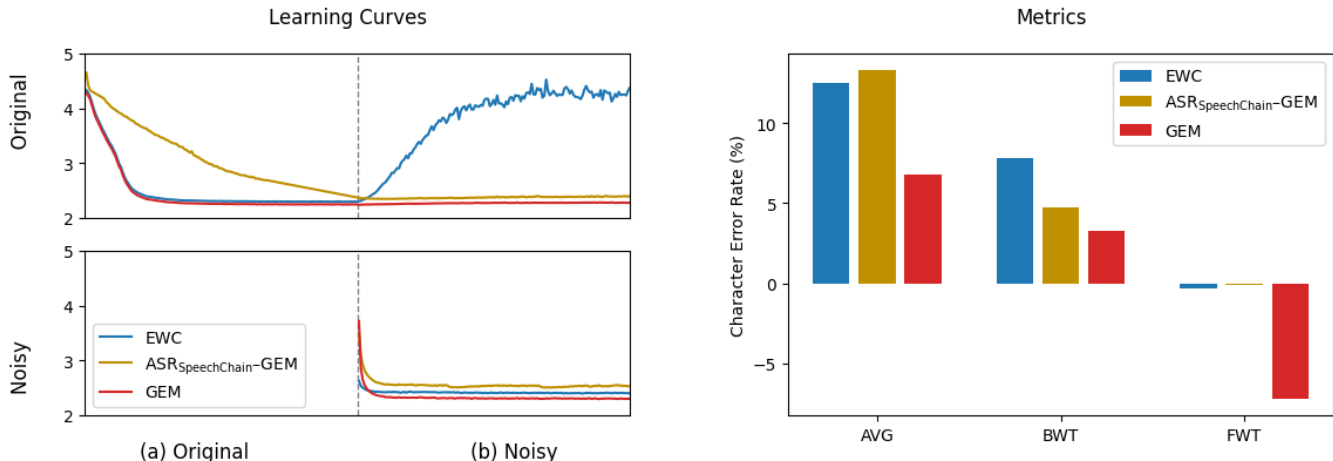 Learning Curves
Original
5
4
3
2
Noisy
5
4
3
2
EWC
ASRSpeechChain–GEM
GEM
(a) Original
(b) Noisy
Metrics
Character Error Rate (%)
10
5
0
−5
EWC
ASRSpeechChain–GEM
GEM
AVG
BWT
FWT